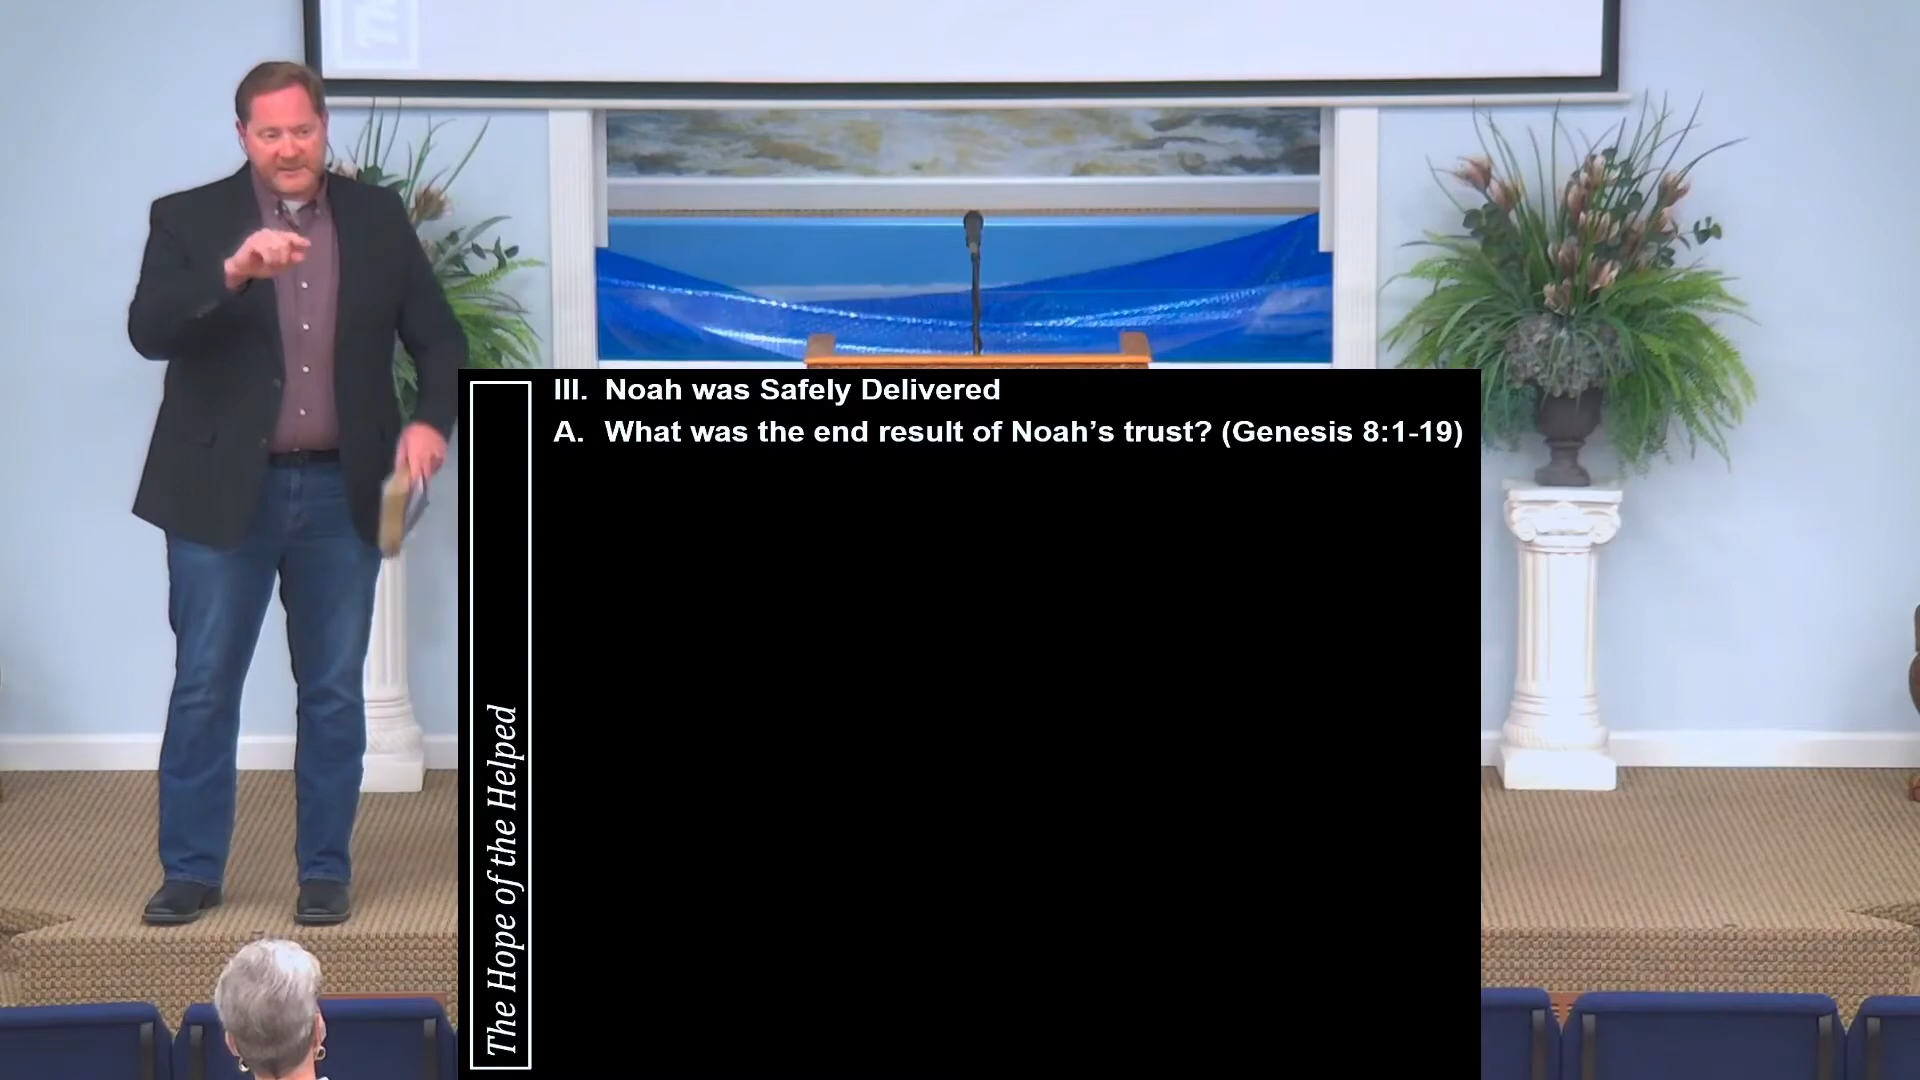 III. Noah was Safely Delivered
A. What was the end result of Noah’s trust? (Genesis 8:1-19)
The Hope of the Helped